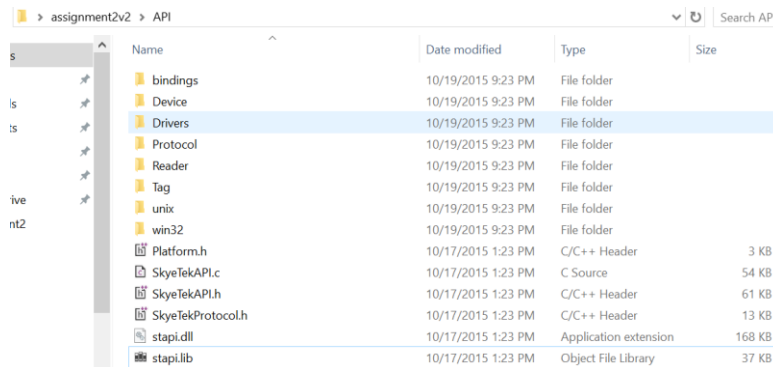 assignment2v2 > API Search AP
Name Date modified Type Size
s
bindings 10/19/2015 9:23 PM File folder
ls Device 10/19/2015 9:23 PM File folder
ts Drivers 10/19/2015 9:23 PM File folder
Protocol 10/19/2015 9:23 PM File folder
Reader 10/19/2015 9:23 PM File folder
Tag 10/19/2015 9:23 PM File folder
ive unix 10/19/2015 9:23 PM File folder
nt2 win32 10/19/2015 9:23 PM File folder
Platform.h 10/17/2015 1:23 PM C/C++ Header 3 KB
SkyeTekAPI.c 10/17/2015 1:23 PM C Source 54 KB
SkyeTekAPI.h 10/17/2015 1:23 PM C/C++ Header 61 KB
SkyeTekProtocol.h 10/17/2015 1:23 PM C/C++ Header 13 KB
stapi.dll 10/17/2015 1:23 PM Application extension 168 KB
stapi.lib 10/17/2015 1:23 PM Object File Library 37 KB